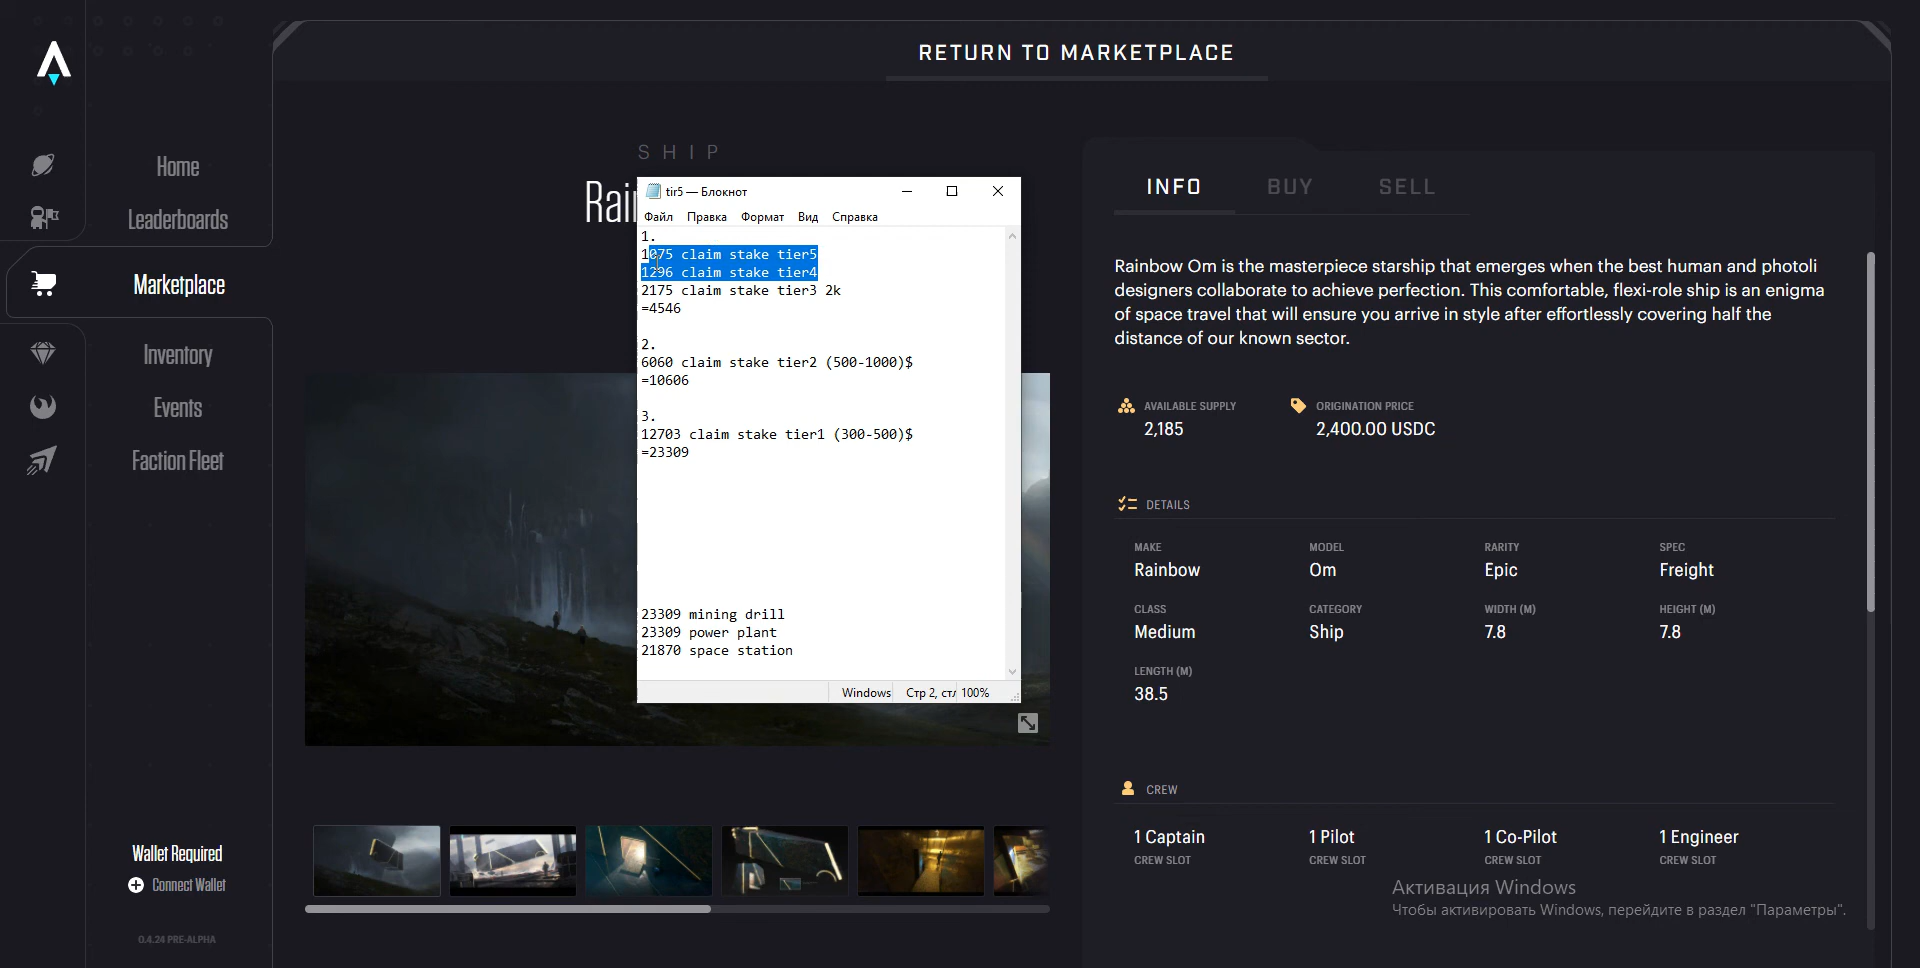 RETURN TO MARKETPLACE
Home
Leaderboards
Marketplace
Inventory
Events
Faction Fleet
Wallet Required
Connect Wallet
0.4.24 PRE-ALPHA
SHIP
tir5 — Блокнот
Файл Правка Формат Вид Справка
1.
1075 claim stake tier5
1296 claim stake tier4
2175 claim stake tier3 2k
=4546
2.
6060 claim stake tier2 (500-1000)$
=10606
3.
12703 claim stake tier1 (300-500)$
=23309
23309 mining drill
23309 power plant
21870 space station
Windows Стр 2, стл 100%
INFO BUY SELL
Rainbow Om is the masterpiece starship that emerges when the best human and photoli
designers collaborate to achieve perfection. This comfortable, flexi-role ship is an enigma
of space travel that will ensure you arrive in style after effortlessly covering half the
distance of our known sector.
AVAILABLE SUPPLY ORIGINATION PRICE
2,185 2,400.00 USDC
DETAILS
MAKE MODEL RARITY SPEC
Rainbow Om Epic Freight
CLASS CATEGORY WIDTH (M) HEIGHT (M)
Medium Ship 7.8 7.8
LENGTH (M)
38.5
CREW
1 Captain 1 Pilot 1 Co-Pilot 1 Engineer
CREW SLOT CREW SLOT CREW SLOT CREW SLOT
Активация Windows
Чтобы активировать Windows, перейдите в раздел "Параметры".